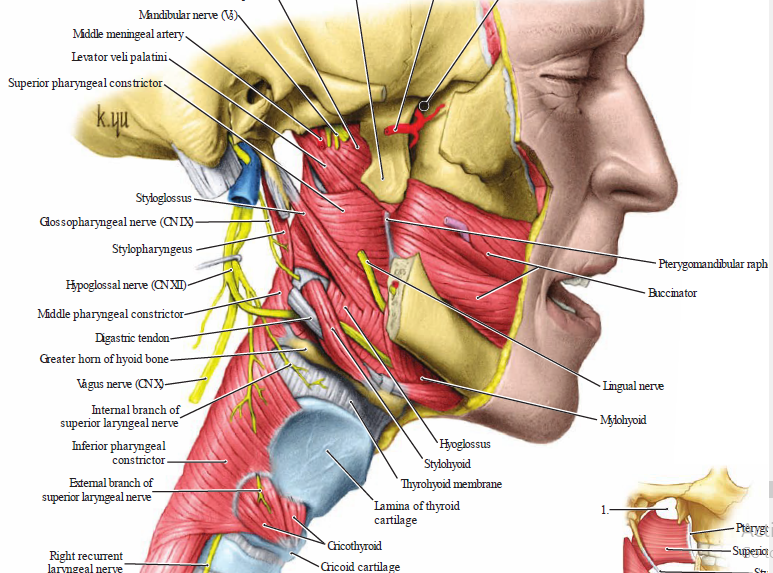 Mandibular nerve (V3)
Middle meningeal artery
Levator veli palatini
Superior pharyngeal constrictor
k.yu
Styloglossus
Glossopharyngeal nerve (CN IX)
Stylopharyngeus
Hypoglossal nerve (CN XII)
Middle pharyngeal constrictor
Digastric tendon
Greater horn of hyoid bone
Vagus nerve (CN X)
Internal branch of
superior laryngeal nerve
Inferior pharyngeal
constrictor
External branch of
superior laryngeal nerve
Right recurrent
laryngeal nerve
Pterygomandibular raph
Buccinator
Lingual nerve
Mylohyoid
Hyoglossus
Stylohyoid
Thyrohyoid membrane
Lamina of thyroid
cartilage
Cricothyroid
Cricoid cartilage
1.
Pteryg
Superio